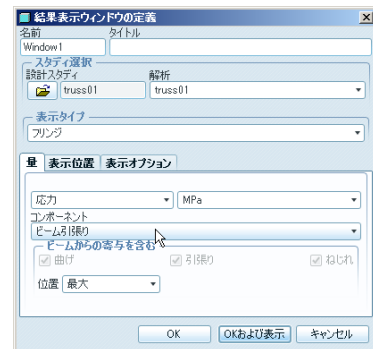 結果表示ウィンドウの定義
名前 タイトル
Window1
スタディ選択
設計スタディ 解析
truss01 truss01
表示タイプ
フリンジ
量 表示位置 表示オプション
応力 MPa
コンポーネント
ビーム引張り
ビームからの寄与を含む
曲げ 引張り ねじれ
位置 最大
OK OKおよび表示 キャンセル